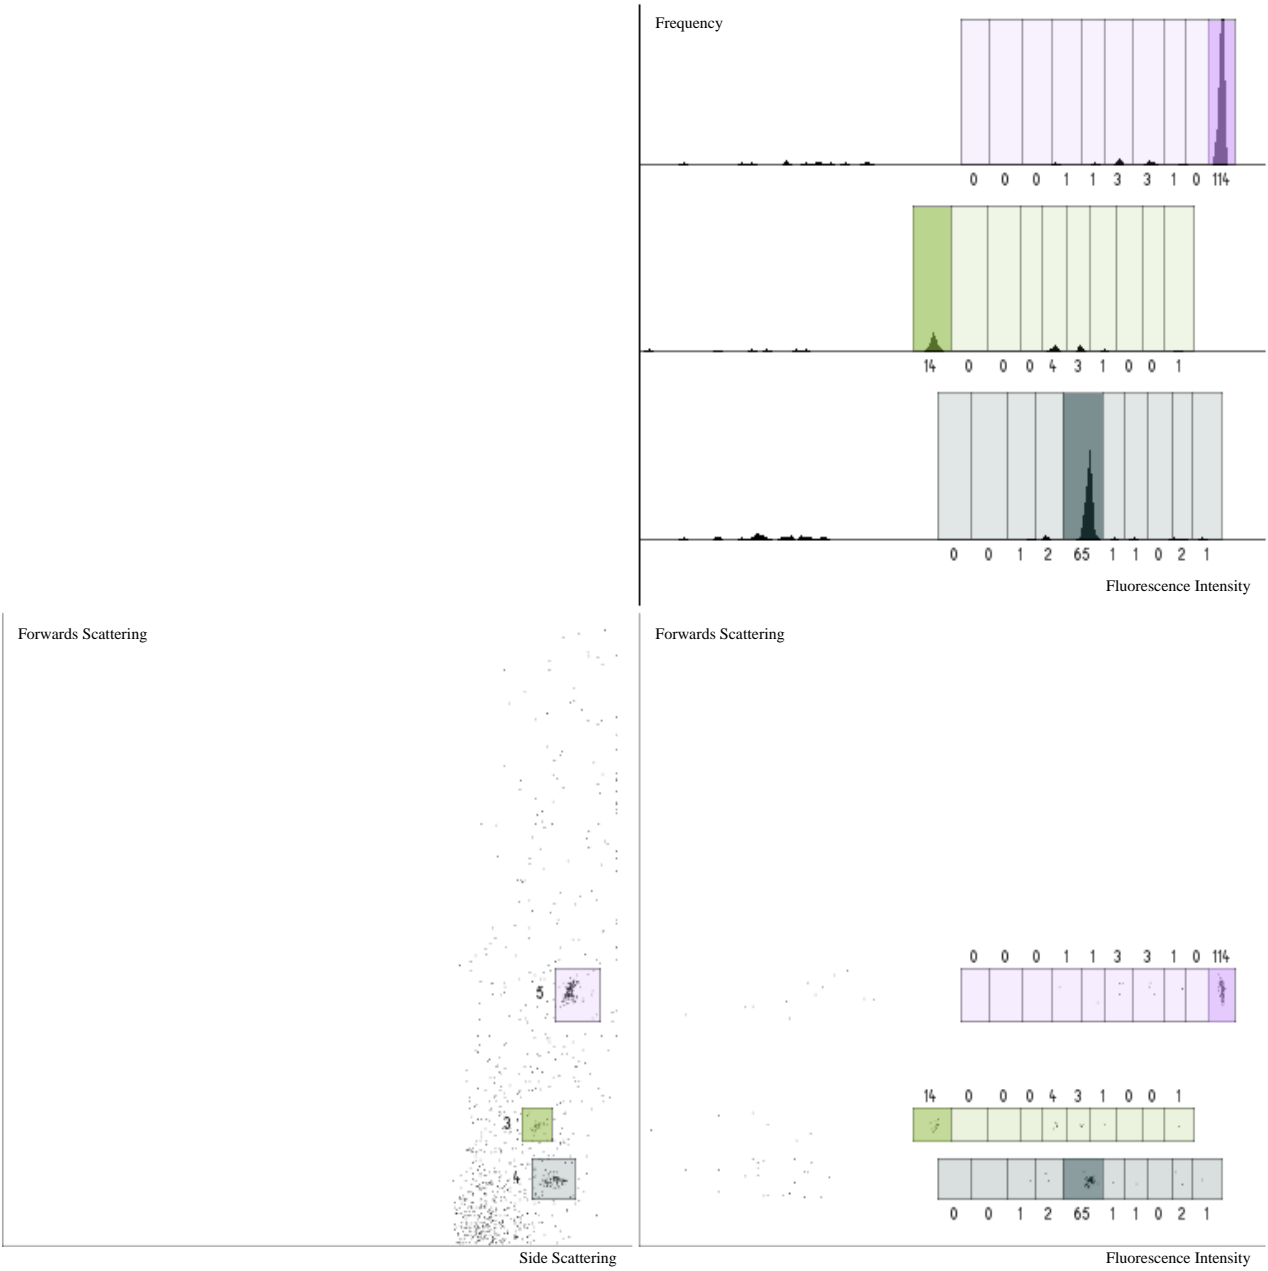 Frequency
0 0 0 1 1 3 3 1 0 114
14 0 0 0 4 3 1 0 0 1
0 0 1 2 65 1 1 0 2 1
Fluorescence Intensity
Forwards Scattering
5
3
4
Side Scattering
Forwards Scattering
0 0 0 1 1 3 3 1 0 114
14 0 0 0 4 3 1 0 0 1
0 0 1 2 65 1 1 0 2 1
Fluorescence Intensity